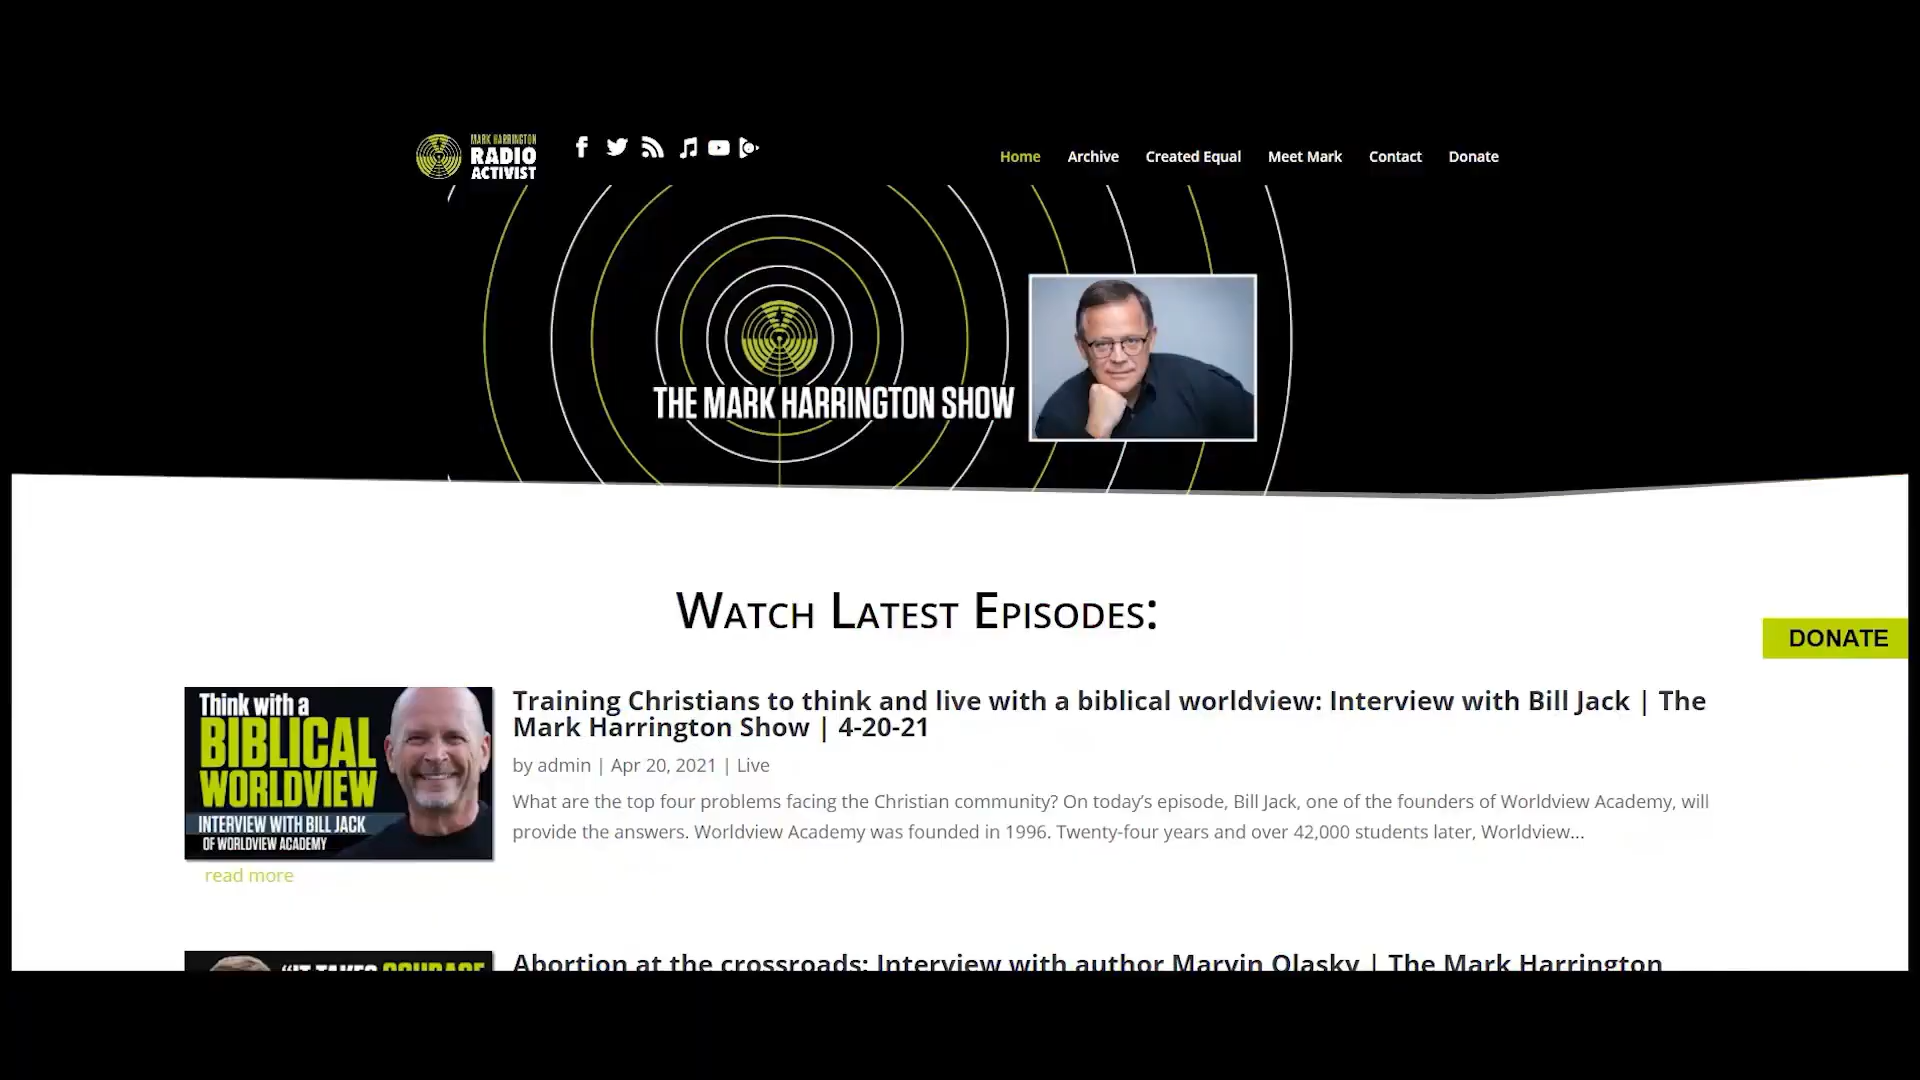 MARK HARRINGTON
RADIO
ACTIVIST
Home Archive Created Equal Meet Mark Contact Donate
THE MARK HARRINGTON SHOW
Watch Latest Episodes:
DONATE
Think with a
BIBLICAL
WORLDVIEW
INTERVIEW WITH BILL JACK
OF WORLDVIEW ACADEMY
Training Christians to think and live with a biblical worldview: Interview with Bill Jack | The
Mark Harrington Show | 4-20-21
by admin | Apr 20, 2021 | Live
What are the top four problems facing the Christian community? On today’s episode, Bill Jack, one of the founders of Worldview Academy, will
provide the answers. Worldview Academy was founded in 1996. Twenty-four years and over 42,000 students later, Worldview...
read more
“IT TAKES COURAGE
Abortion at the crossroads: Interview with author Marvin Olasky | The Mark Harrington